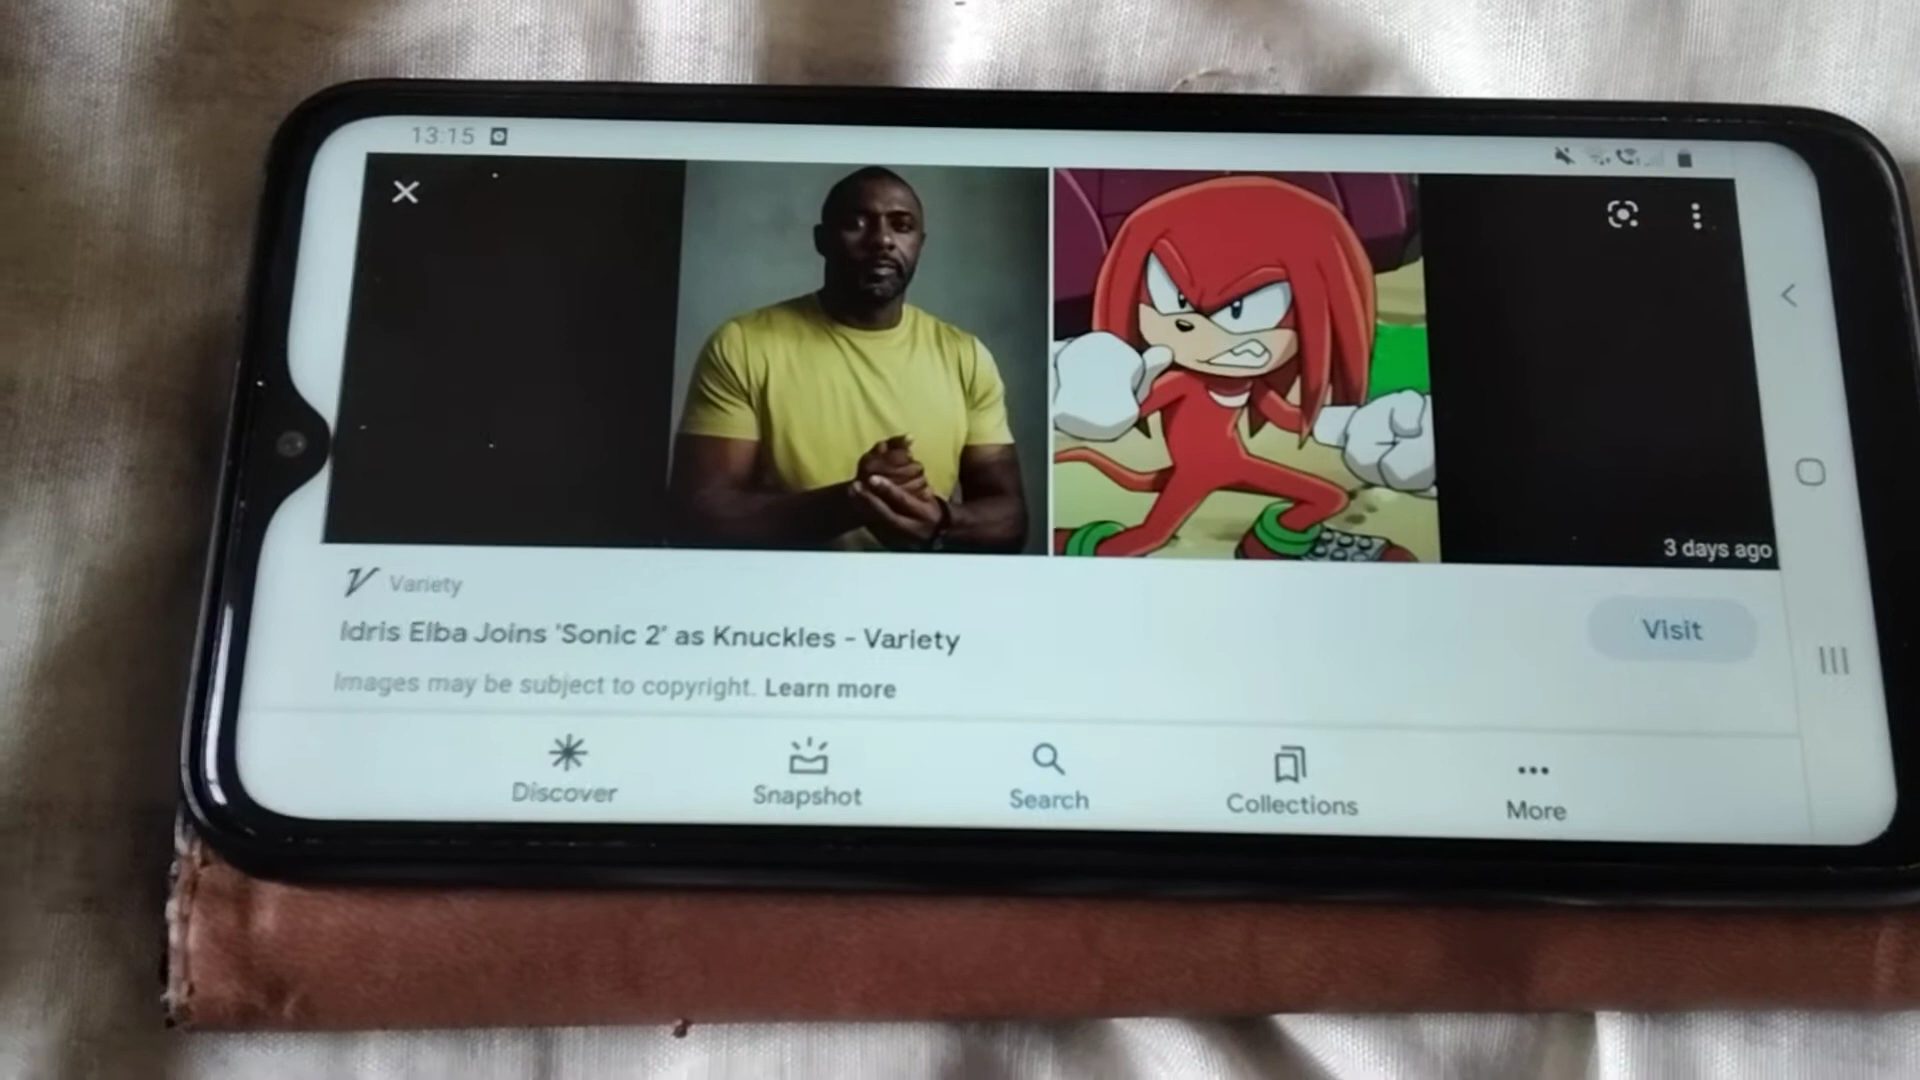 13:15
3 days ago
Variety
Idris Elba Joins 'Sonic 2' as Knuckles - Variety
Visit
Images may be subject to copyright. Learn more
Discover
Snapshot
Search
Collections
More